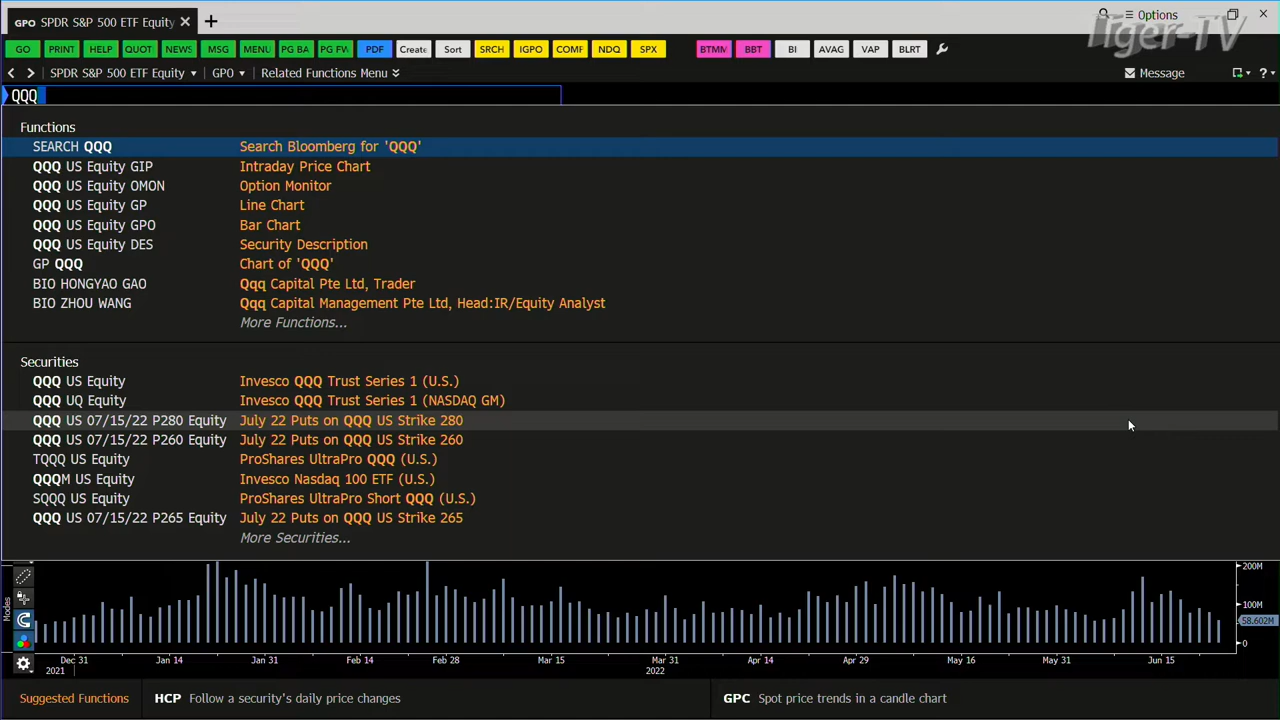 GPO SPDR S&P 500 ETF Equity
Options
Tiger-TV
GO PRINT HELP QUOT NEWS MSG MENU PG BA PG FW PDF Create Sort SRCH IGPO COMF NDQ SPX BTMM BBT BI AVAG VAP BLRT
SPDR S&P 500 ETF Equity GPO Related Functions Menu Message ?
QQQ
Functions
SEARCH QQQ Search Bloomberg for 'QQQ'
QQQ US Equity GIP Intraday Price Chart
QQQ US Equity OMON Option Monitor
QQQ US Equity GP Line Chart
QQQ US Equity GPO Bar Chart
QQQ US Equity DES Security Description
GP QQQ Chart of 'QQQ'
BIO HONGYAO GAO Qqq Capital Pte Ltd, Trader
BIO ZHOU WANG Qqq Capital Management Pte Ltd, Head:IR/Equity Analyst
More Functions...
Securities
QQQ US Equity Invesco QQQ Trust Series 1 (U.S.)
QQQ UQ Equity Invesco QQQ Trust Series 1 (NASDAQ GM)
QQQ US 07/15/22 P280 Equity July 22 Puts on QQQ US Strike 280
QQQ US 07/15/22 P260 Equity July 22 Puts on QQQ US Strike 260
TQQQ US Equity ProShares UltraPro QQQ (U.S.)
QQQM US Equity Invesco Nasdaq 100 ETF (U.S.)
SQQQ US Equity ProShares UltraPro Short QQQ (U.S.)
QQQ US 07/15/22 P265 Equity July 22 Puts on QQQ US Strike 265
More Securities...
200M
100M
58.602M
0
Modes
Dec 31 Jan 14 Jan 31 Feb 14 Feb 28 Mar 15 Mar 31 Apr 14 Apr 29 May 16 May 31 Jun 15
2021 2022
Suggested Functions HCP Follow a security's daily price changes GPC Spot price trends in a candle chart